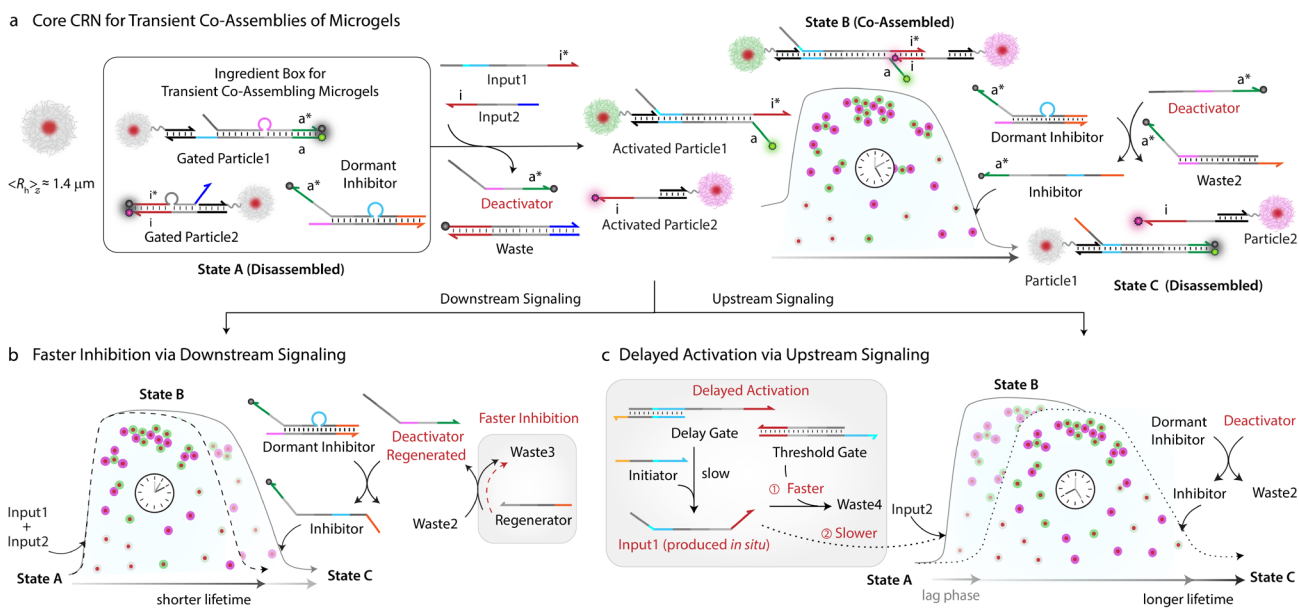 a Core CRN for Transient Co-Assemblies of Microgels
<Rh>z ≈ 1.4 μm
Ingredient Box for
Transient Co-Assembling Microgels
a*
a
Gated Particle1
i*
i
Gated Particle2
Dormant
Inhibitor
a*
State A (Disassembled)
i*
Input1
i
Input2
a*
Deactivator
Waste
i*
a
Activated Particle1
i
Activated Particle2
State B (Co-Assembled)
i*
a
i
a*
Dormant Inhibitor
a*
Deactivator
a*
Waste2
a*
Inhibitor
i
Particle2
Particle1
State C (Disassembled)
Downstream Signaling
Upstream Signaling
b Faster Inhibition via Downstream Signaling
State B
Input1
+
Input2
State A
State C
shorter lifetime
Dormant Inhibitor
Deactivator
Regenerated
Inhibitor
Waste2
Faster Inhibition
Waste3
Regenerator
c Delayed Activation via Upstream Signaling
Delayed Activation
Delay Gate
Threshold Gate
Initiator
slow
① Faster
Waste4
② Slower
Input1 (produced in situ)
Input2
State B
State A
lag phase
longer lifetime
State C
Dormant
Inhibitor
Deactivator
Inhibitor
Waste2